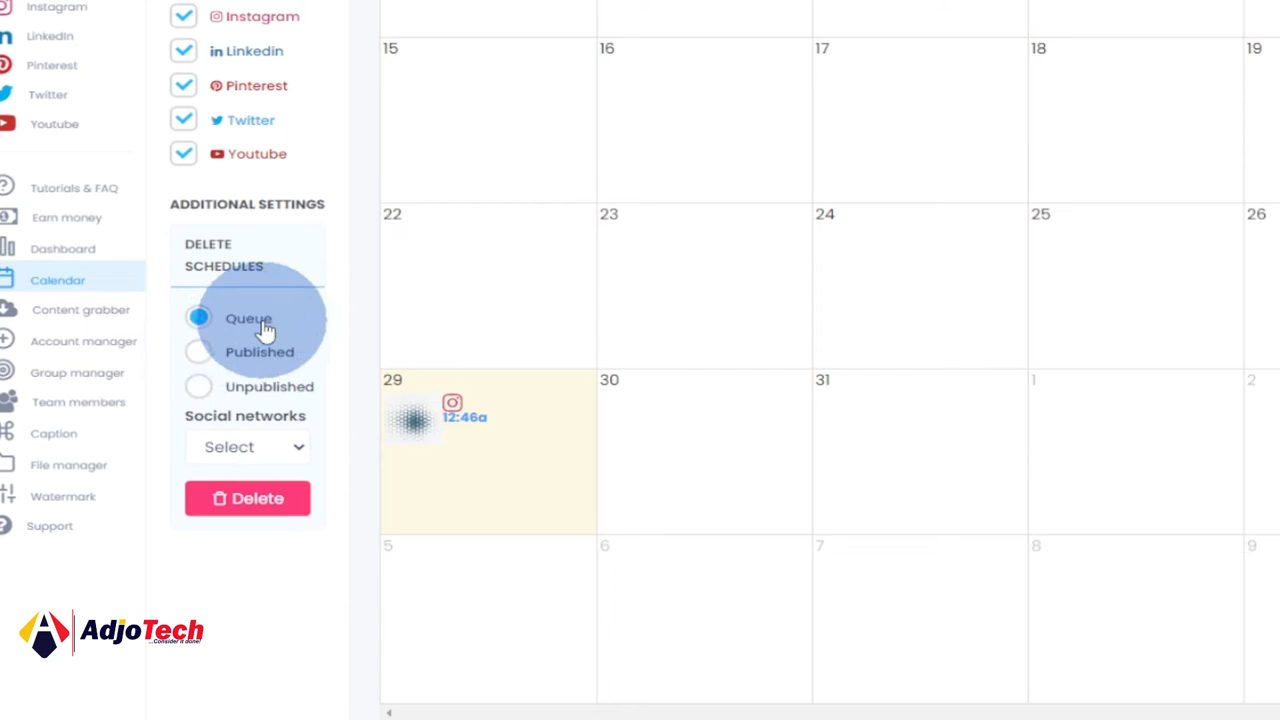 Instagram
LinkedIn
Pinterest
Twitter
Youtube
Tutorials & FAQ
Earn money
Dashboard
Calendar
Content grabber
Account manager
Group manager
Team members
Caption
File manager
Watermark
Support
Instagram
Linkedin
Pinterest
Twitter
Youtube
ADDITIONAL SETTINGS
DELETE
SCHEDULES
Queue
Published
Unpublished
Social networks
Select
Delete
15 16 17 18 19
22 23 24 25 26
29 30 31 1 2
12:46a
5 6 7 8 9
AdjoTech
...Consider it done!